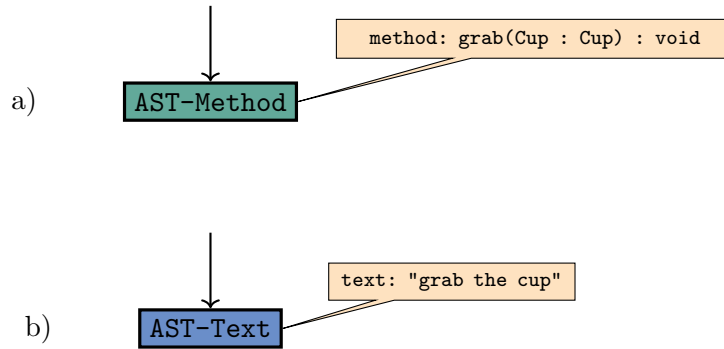 method: grab(Cup : Cup) : void
a)
AST-Method
text: "grab the cup"
b)
AST-Text